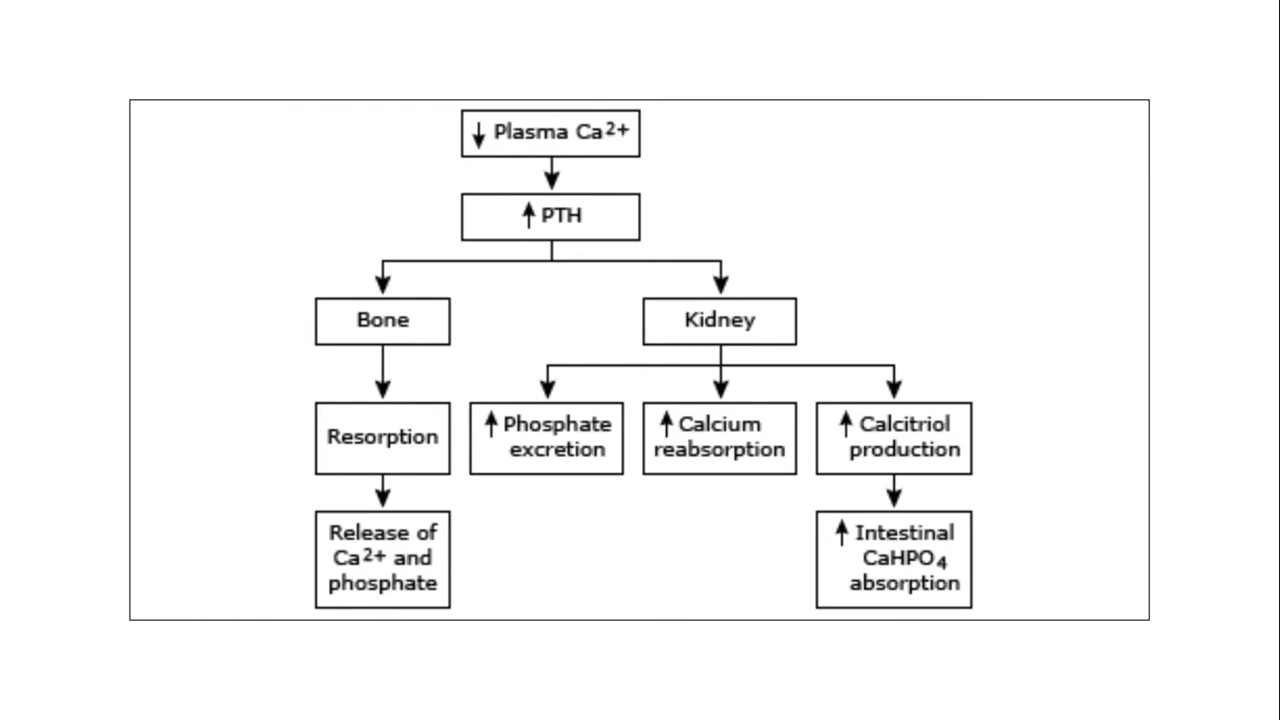 ↓ Plasma Ca2+
↑ PTH
Bone
Kidney
Resorption
↑ Phosphate
excretion
↑ Calcium
reabsorption
↑ Calcitriol
production
Release of
Ca2+ and
phosphate
↑ Intestinal
CaHPO4
absorption